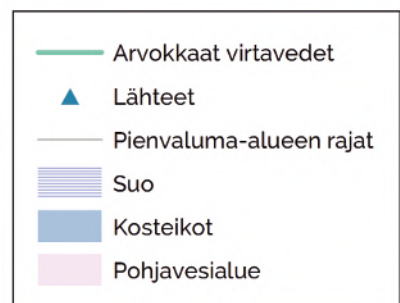 Arvokkaat virtavedet
Lähteet
Pienvaluma-alueen rajat
Suo
Kosteikot
Pohjavesialue